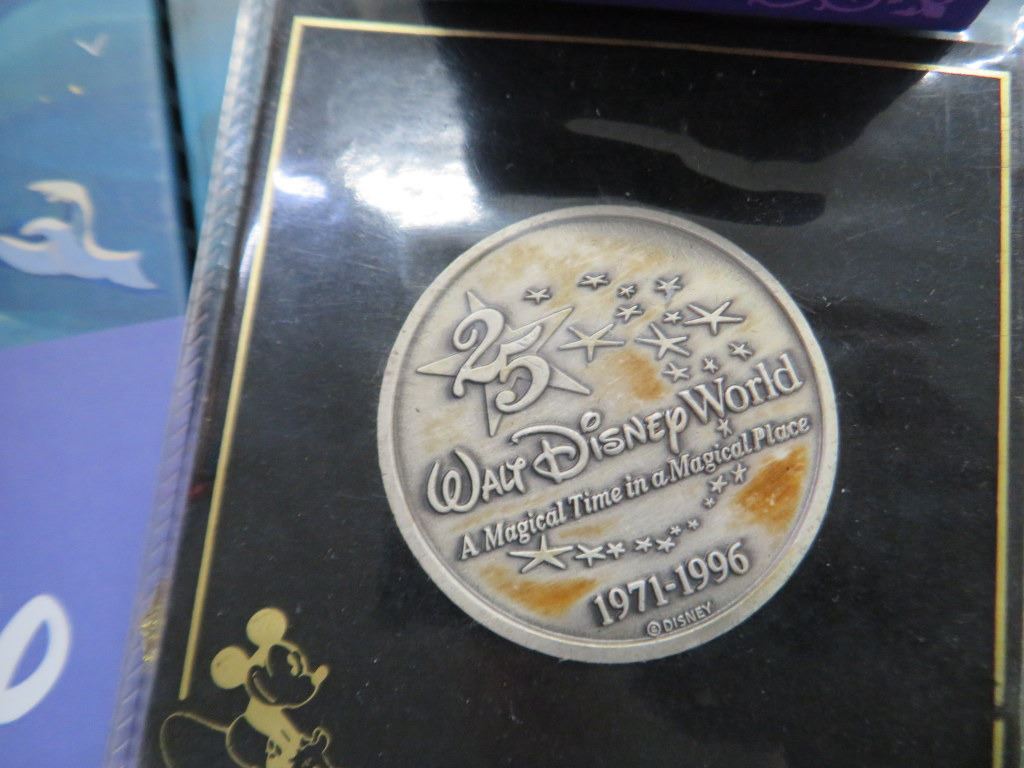 25
Walt Disney World
A Magical Time in a Magical Place
1971-1996
© DISNEY